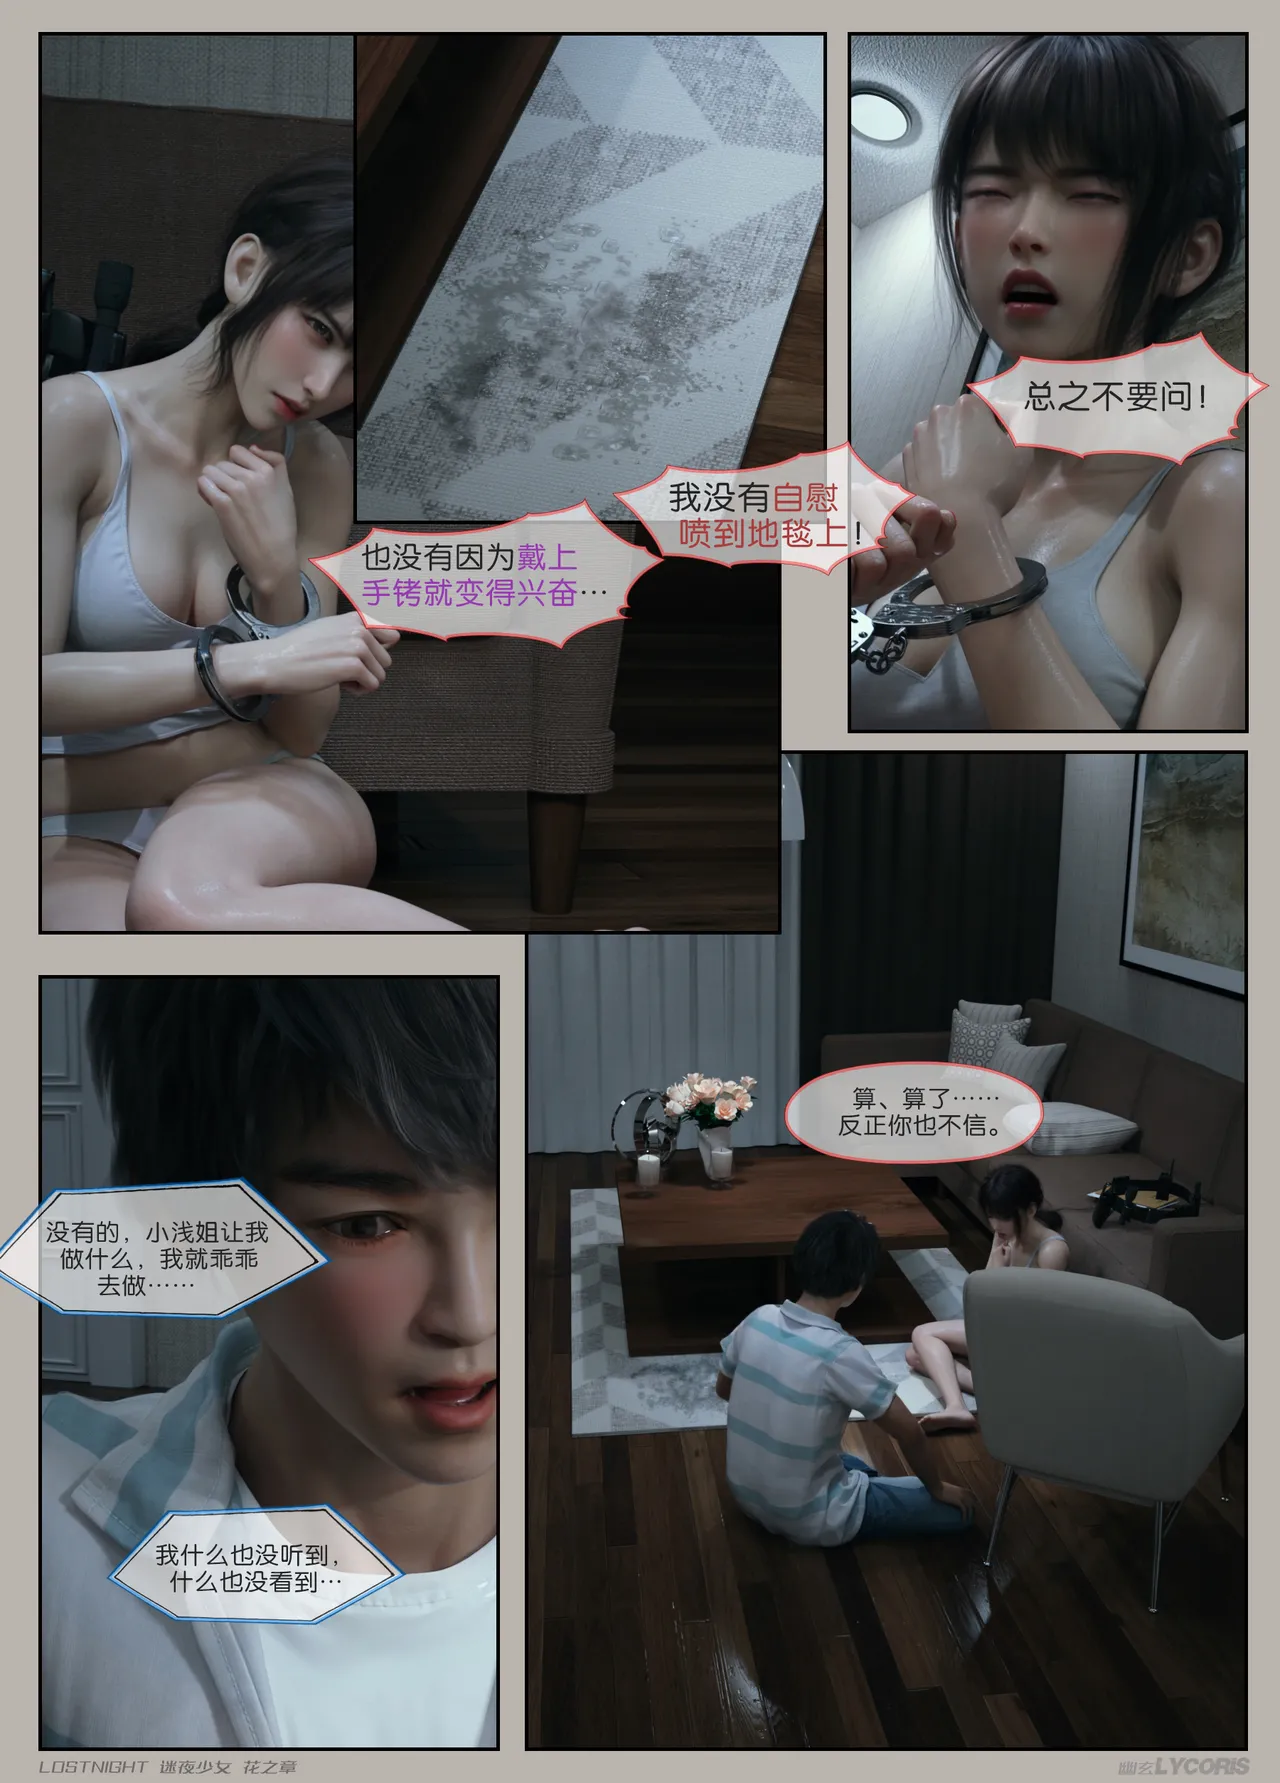 总之不要问！
我没有自慰
喷到地毯上！
也没有因为戴上
手铐就变得兴奋…
算、算了……
反正你也不信。
没有的，小浅姐让我
做什么，我就乖乖
去做……
我什么也没听到，
什么也没看到…
LOSTNIGHT 迷夜少女 花之章
幽玄LYCORIS